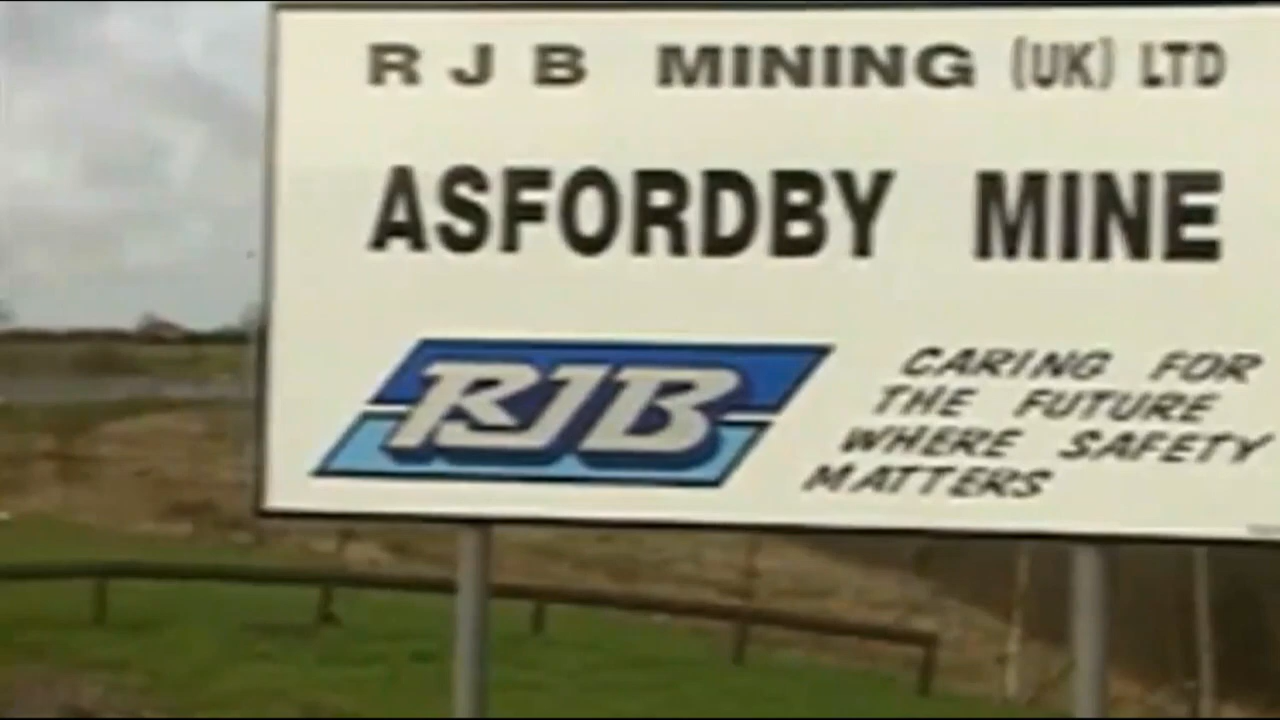 R J B MINING (UK) LTD
ASFORDBY MINE
RJB
CARING FOR
THE FUTURE
WHERE SAFETY
MATTERS